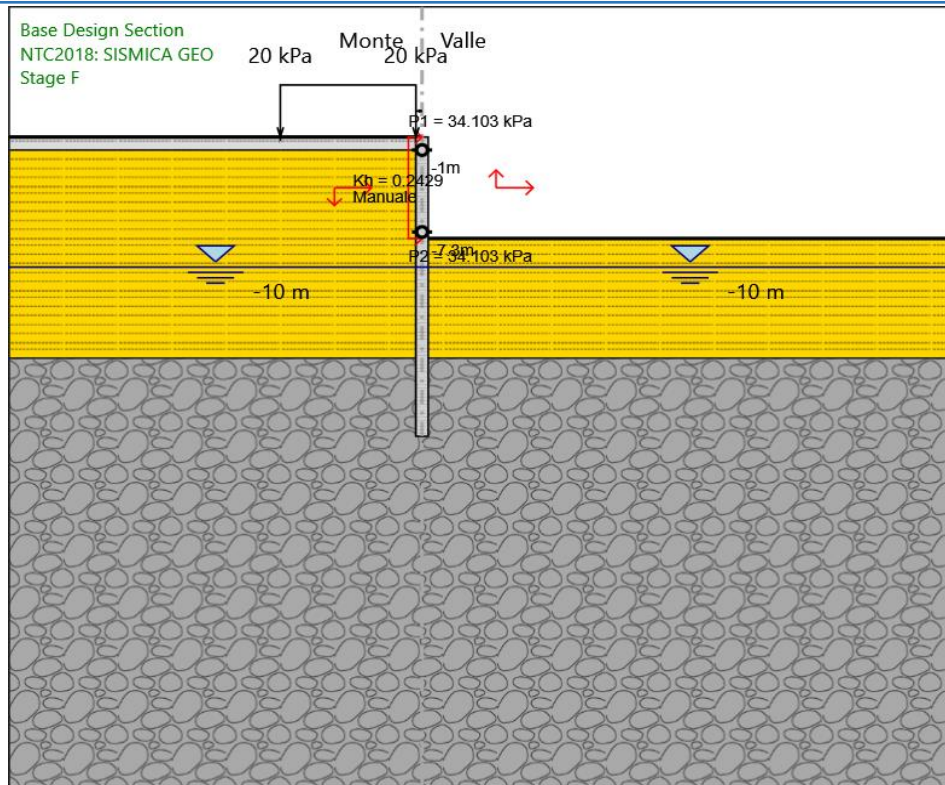 Base Design Section
NTC2018: SISMICA GEO
Stage F
Monte Valle
20 kPa 20 kPa
P1 = 34.103 kPa
-1m
Kh = 0.2429
Manuale
-7.3m
P2 = 34.103 kPa
-10 m -10 m